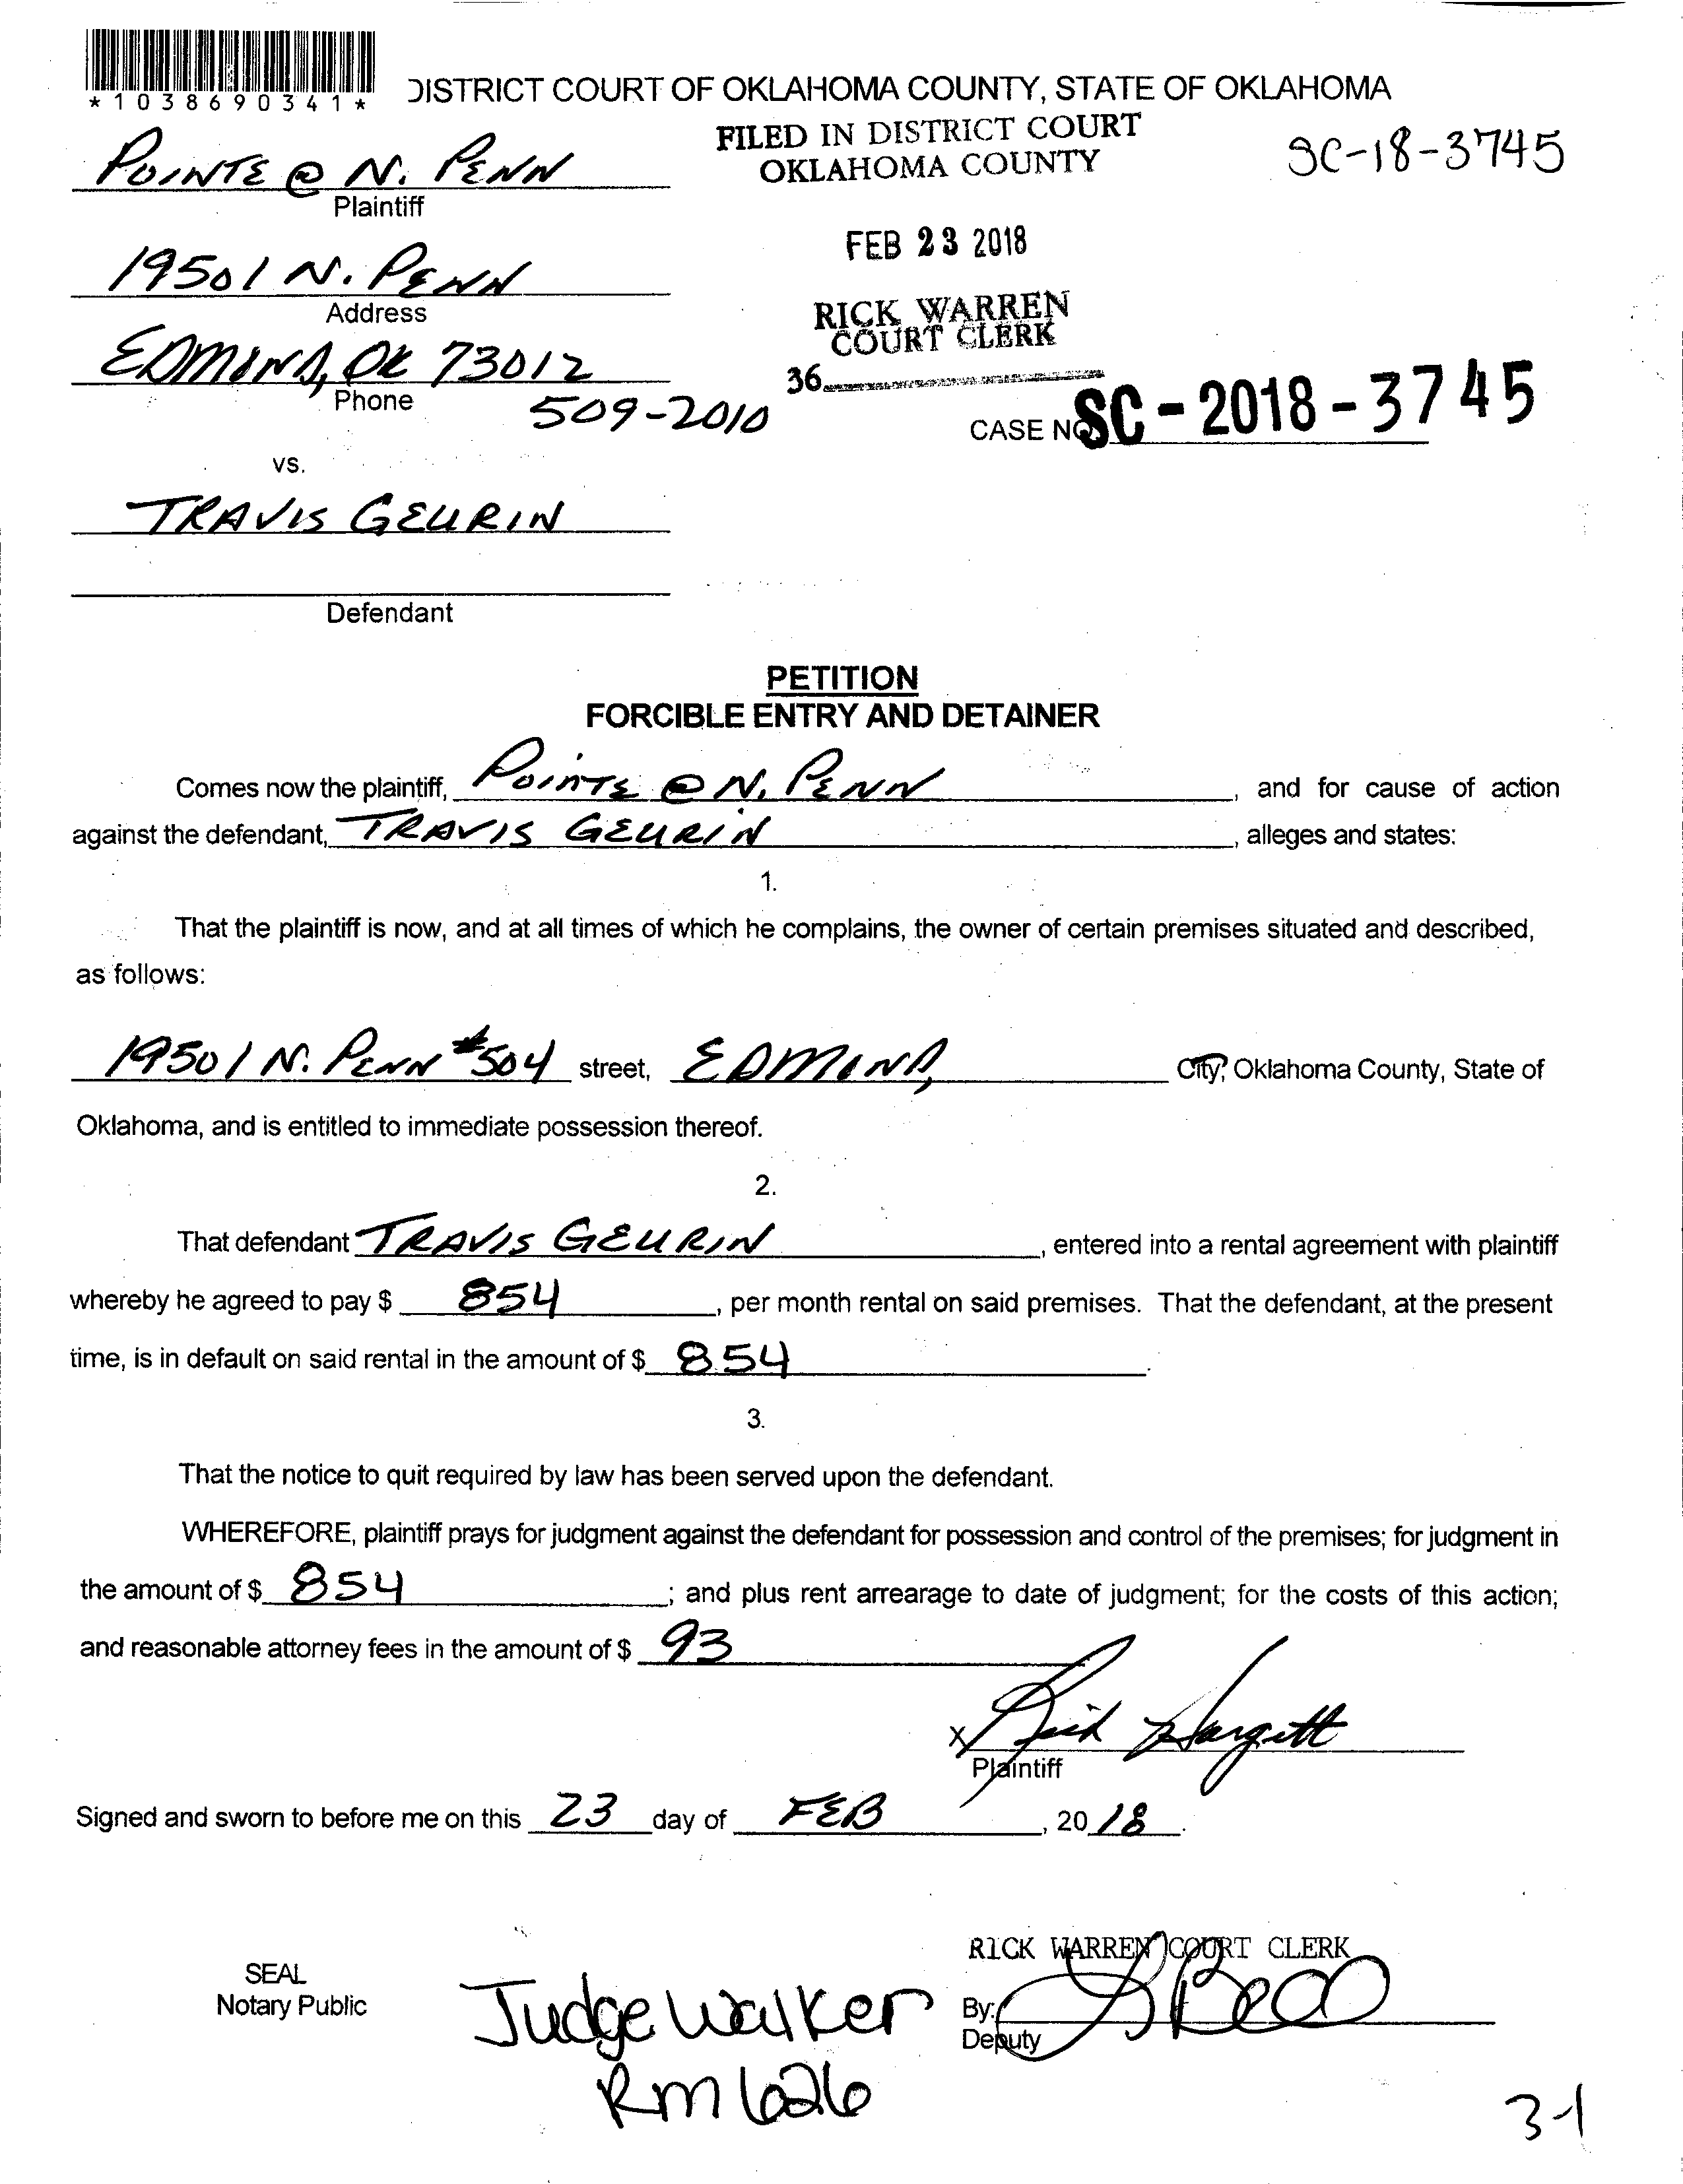 *1038690341*
DISTRICT COURT OF OKLAHOMA COUNTY, STATE OF OKLAHOMA
POINTE @ N. PENN
Plaintiff
FILED IN DISTRICT COURT
OKLAHOMA COUNTY
SC-18-3745
FEB 23 2018
19501 N. PENN
Address
RICK WARREN
COURT CLERK
EDMOND, OK 73012
36
Phone
509-2010
CASE NO. SC-2018-3745
vs.
TRAVIS GEURIN
Defendant
PETITION
FORCIBLE ENTRY AND DETAINER
Comes now the plaintiff, POINTE @ N. PENN, and for cause of action
against the defendant, TRAVIS GEURIN, alleges and states:
1.
That the plaintiff is now, and at all times of which he complains, the owner of certain premises situated and described,
as follows:
19501 N. PENN #504 street, EDMOND, City, Oklahoma County, State of
Oklahoma, and is entitled to immediate possession thereof.
2.
That defendant TRAVIS GEURIN, entered into a rental agreement with plaintiff
whereby he agreed to pay $ 854, per month rental on said premises. That the defendant, at the present
time, is in default on said rental in the amount of $ 854.
3.
That the notice to quit required by law has been served upon the defendant.
WHEREFORE, plaintiff prays for judgment against the defendant for possession and control of the premises; for judgment in
the amount of $ 854; and plus rent arrearage to date of judgment; for the costs of this action;
and reasonable attorney fees in the amount of $ 93
X Rick Hargett
Plaintiff
Signed and sworn to before me on this 23 day of FEB, 2018.
RICK WARREN COURT CLERK
SEAL
Notary Public
Judge Walker
By:
Deputy
Rm 626
3-1